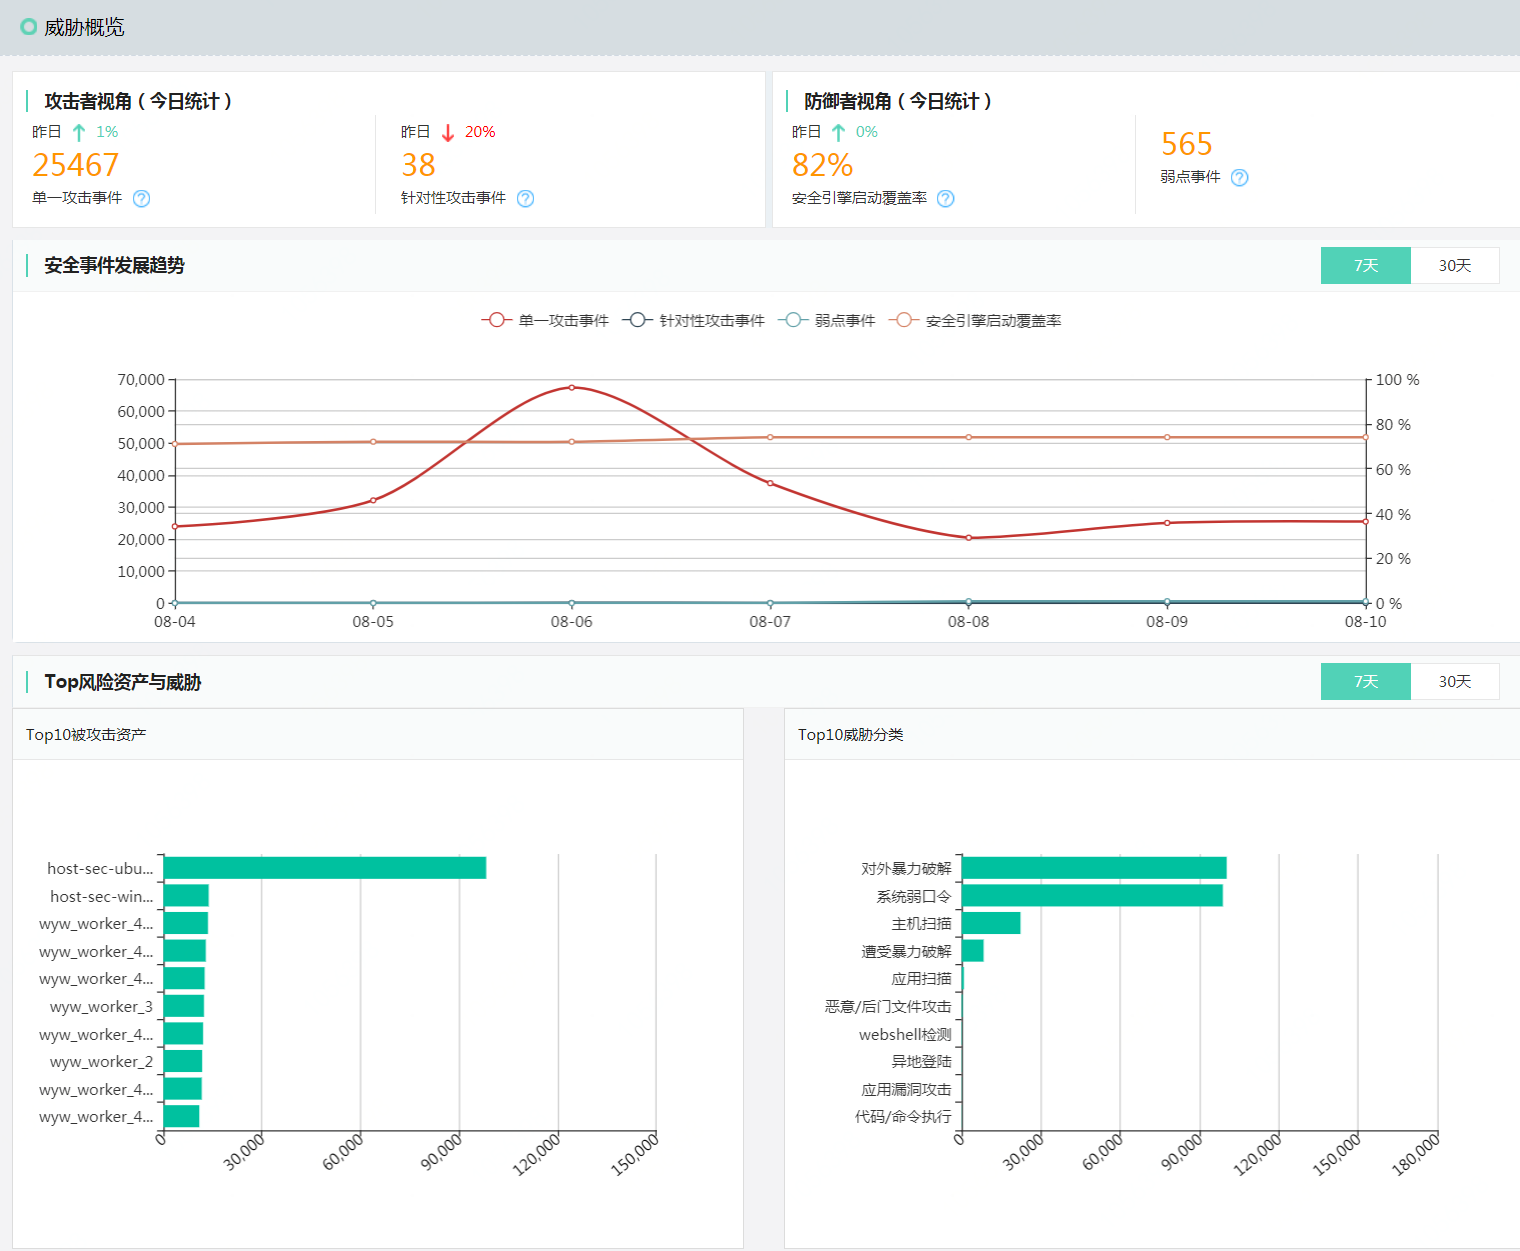 威胁概览
攻击者视角（今日统计）
昨日 1%
25467
单一攻击事件 ?
昨日 20%
38
针对性攻击事件 ?
防御者视角（今日统计）
昨日 0%
82%
安全引擎启动覆盖率 ?
565
弱点事件 ?
安全事件发展趋势
7天 30天
单一攻击事件 针对性攻击事件 弱点事件 安全引擎启动覆盖率
70,000
60,000
50,000
40,000
30,000
20,000
10,000
0
100 %
80 %
60 %
40 %
20 %
0 %
08-04 08-05 08-06 08-07 08-08 08-09 08-10
Top风险资产与威胁
7天 30天
Top10被攻击资产
host-sec-ubu...
host-sec-win...
wyw_worker_4...
wyw_worker_4...
wyw_worker_4...
wyw_worker_3
wyw_worker_4...
wyw_worker_2
wyw_worker_4...
wyw_worker_4...
0 30,000 60,000 90,000 120,000 150,000
Top10威胁分类
对外暴力破解
系统弱口令
主机扫描
遭受暴力破解
应用扫描
恶意/后门文件攻击
webshell检测
异地登陆
应用漏洞攻击
代码/命令执行
0 30,000 60,000 90,000 120,000 150,000 180,000